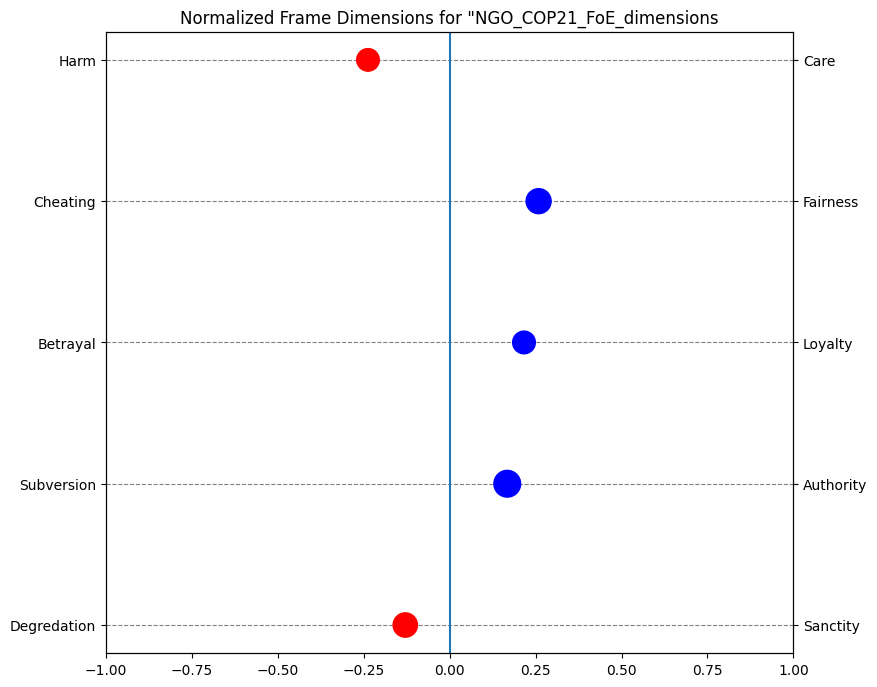 Normalized Frame Dimensions for "NGO_COP21_FoE_dimensions
Harm Care
Cheating Fairness
Betrayal Loyalty
Subversion Authority
Degredation Sanctity
−1.00 −0.75 −0.50 −0.25 0.00 0.25 0.50 0.75 1.00